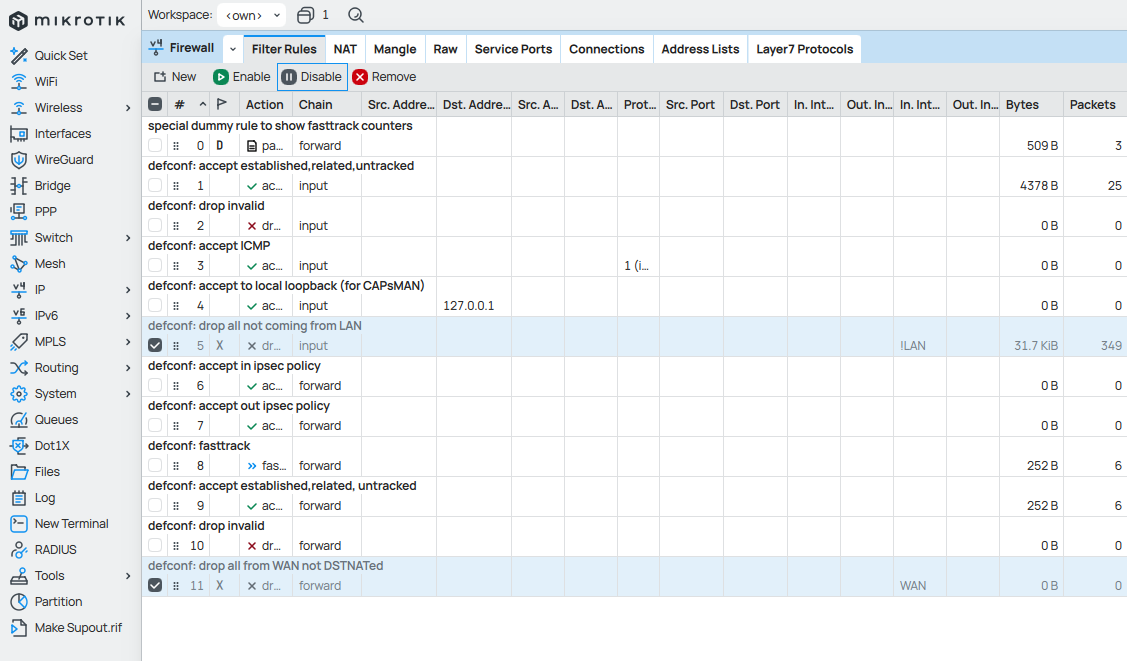 mikroTik
Workspace: <own> 1
Quick Set
WiFi
Wireless
Interfaces
WireGuard
Bridge
PPP
Switch
Mesh
IP
IPv6
MPLS
Routing
System
Queues
Dot1X
Files
Log
New Terminal
RADIUS
Tools
Partition
Make Supout.rif
v4 Firewall Filter Rules NAT Mangle Raw Service Ports Connections Address Lists Layer7 Protocols
New Enable Disable Remove
# Action Chain Src. Addre... Dst. Addre... Src. A... Dst. A... Prot... Src. Port Dst. Port In. Int... Out. In... In. Int... Out. In... Bytes Packets
special dummy rule to show fasttrack counters
0 D pa... forward 509 B 3
defconf: accept established,related,untracked
1 ac... input 4378 B 25
defconf: drop invalid
2 dr... input 0 B 0
defconf: accept ICMP
3 ac... input 1 (i... 0 B 0
defconf: accept to local loopback (for CAPsMAN)
4 ac... input 127.0.0.1 0 B 0
defconf: drop all not coming from LAN
5 X dr... input !LAN 31.7 KiB 349
defconf: accept in ipsec policy
6 ac... forward 0 B 0
defconf: accept out ipsec policy
7 ac... forward 0 B 0
defconf: fasttrack
8 fas... forward 252 B 6
defconf: accept established,related, untracked
9 ac... forward 252 B 6
defconf: drop invalid
10 dr... forward 0 B 0
defconf: drop all from WAN not DSTNATed
11 X dr... forward WAN 0 B 0